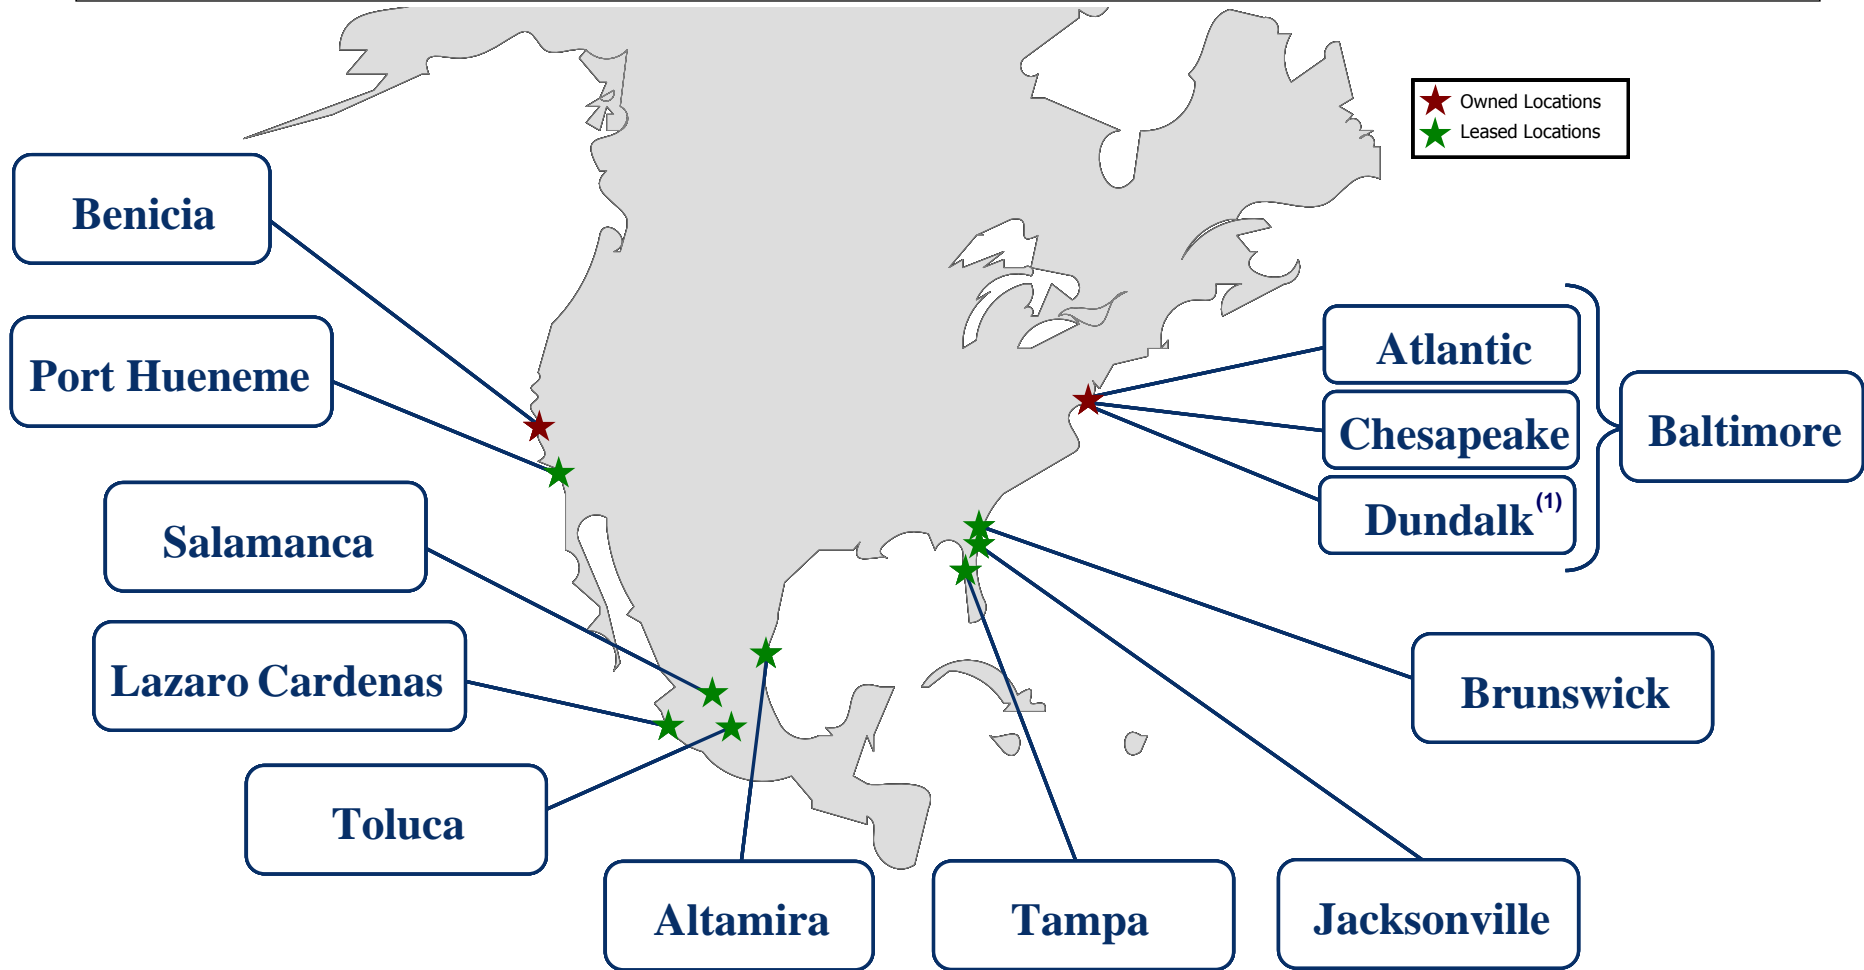 Owned Locations
Leased Locations
Benicia
Port Hueneme
Salamanca
Lazaro Cardenas
Toluca
Altamira
Tampa
Jacksonville
Brunswick
Atlantic
Chesapeake
Dundalk(1)
Baltimore